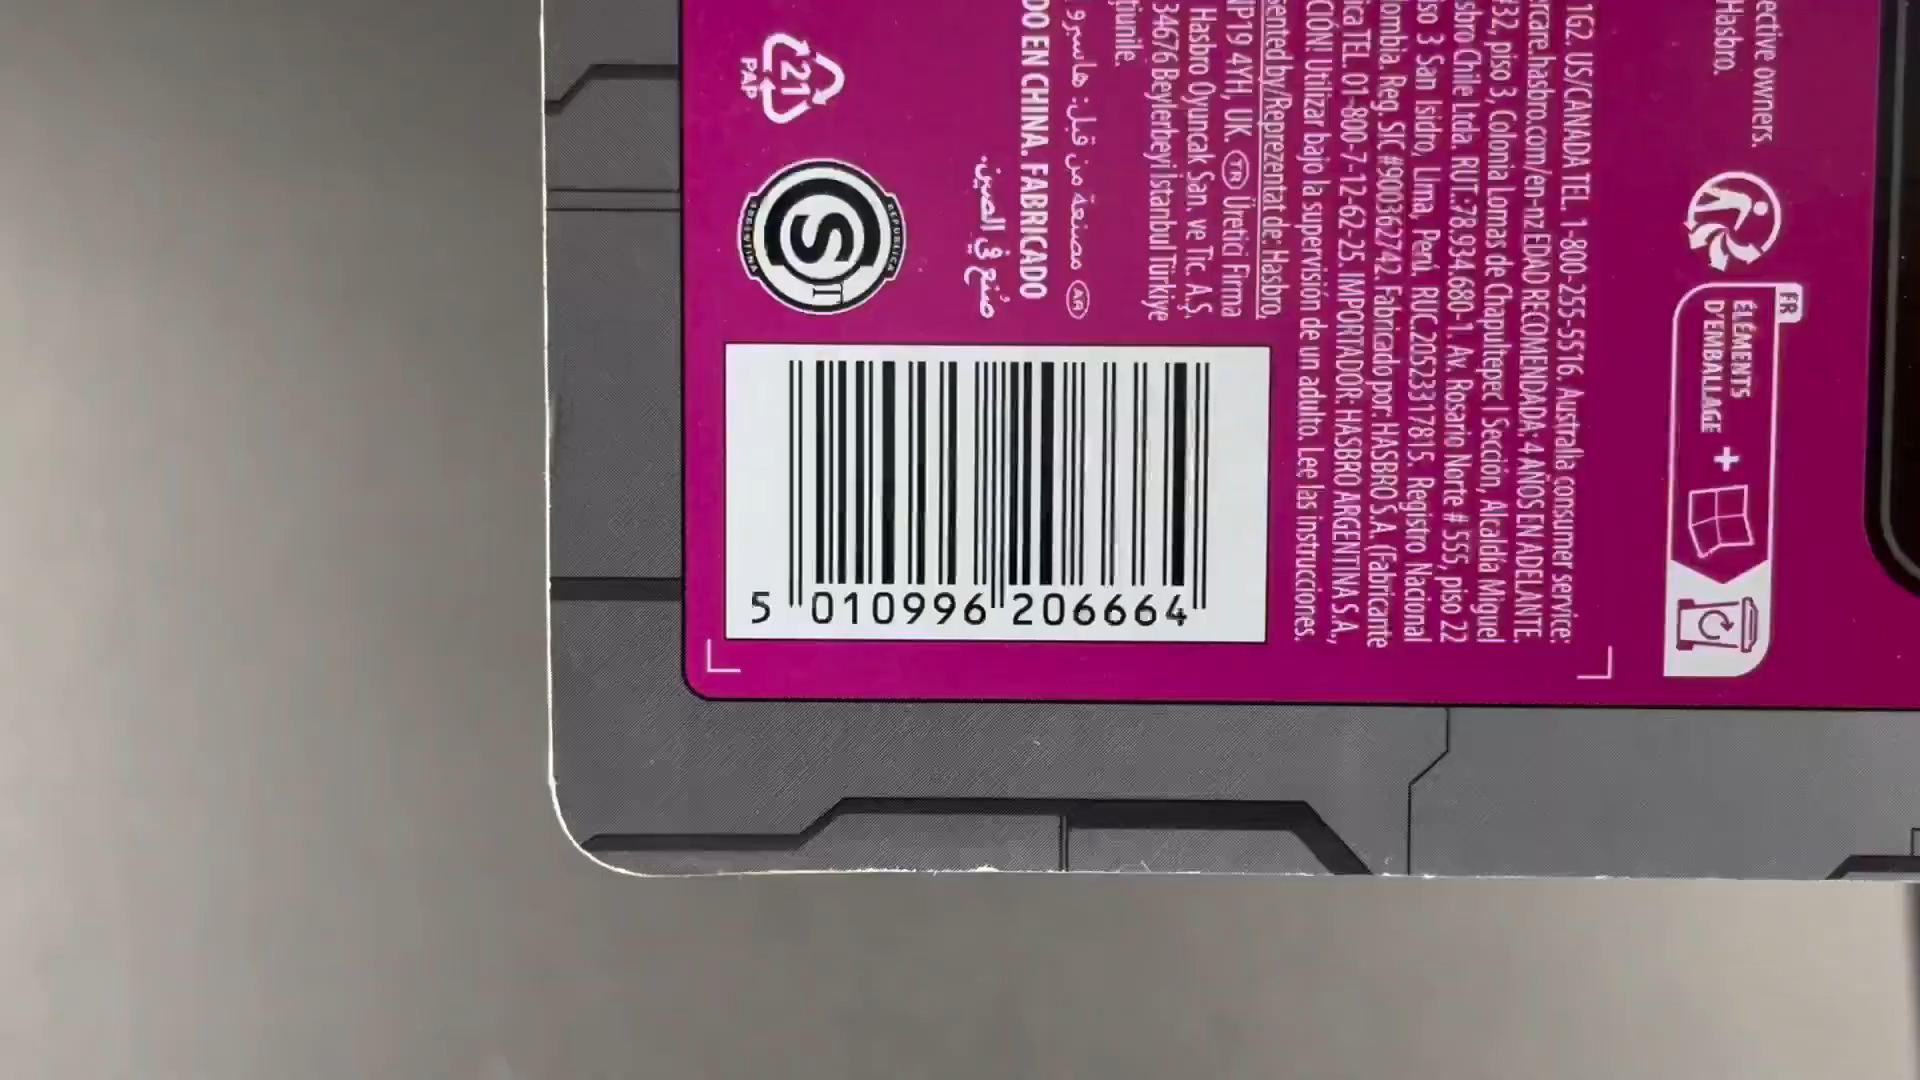 ective owners.
Hasbro.
1G2. US/CANADA TEL. 1-800-255-5516. Australia consumer service:
rcare.hasbro.com/en-nz EDAD RECOMENDADA: 4 AÑOS EN ADELANTE.
32, piso 3, Colonia Lomas de Chapultepec I Sección, Alcaldía Miguel
sbro Chile Ltda. RUT.: 78.934.680-1. Av. Rosario Norte # 555, piso 22
so 3 San Isidro, Lima, Perú. RUC. 20523317815. Registro Nacional
lombia. Reg. SIC #900362742. Fabricado por: HASBRO S.A. (Fabricante
ica TEL. 01-800-7-12-62-25. IMPORTADOR: HASBRO ARGENTINA S.A.,
CIÓN! Utilizar bajo la supervisión de un adulto. Lee las instrucciones.
sented by/Reprezentat de: Hasbro,
NP19 4YH, UK. TR Üretici Firma
Hasbro Oyuncak San. ve Tic. A.Ş.
34676 Beylerbeyi İstanbul Türkiye
țiunile.
AR مصنعة من قبل: هاسبرو
DO EN CHINA. FABRICADO
صُنع في الصين.
21
PAP
REPUBLICA
ARGENTINA
S
5 010996 206664
FR
ÉLÉMENTS
D'EMBALLAGE
+